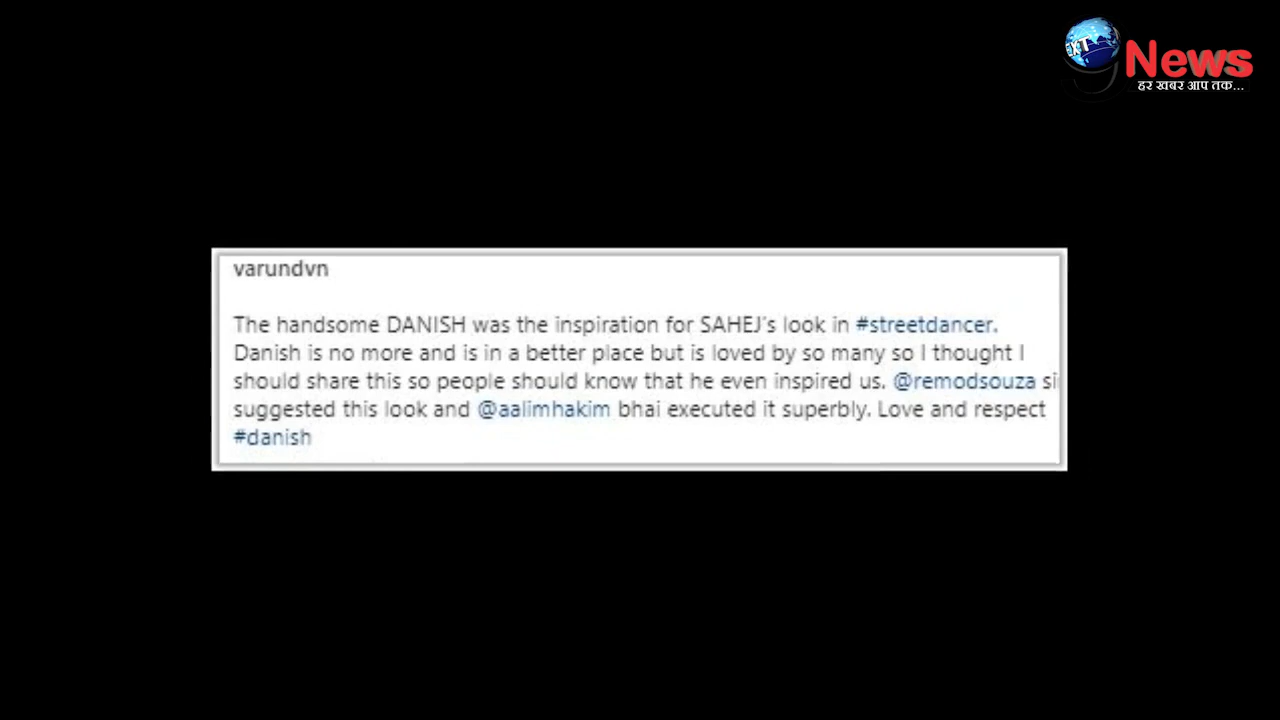 EXT
9 News
हर खबर आप तक...
varundvn
The handsome DANISH was the inspiration for SAHEJ's look in #streetdancer.
Danish is no more and is in a better place but is loved by so many so I thought I
should share this so people should know that he even inspired us. @remodsouza si
suggested this look and @aalimhakim bhai executed it superbly. Love and respect
#danish